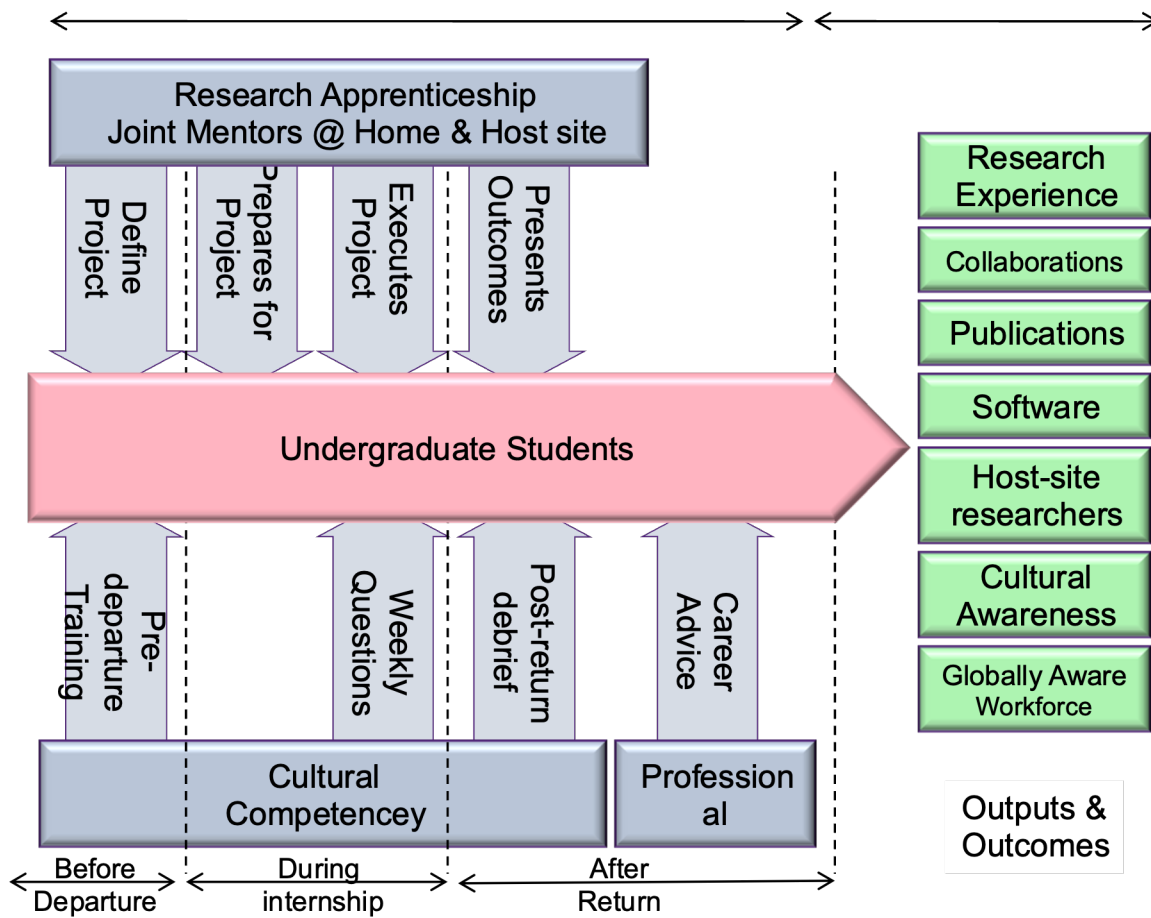 Research Apprenticeship
Joint Mentors @ Home & Host site
Define
Project
Prepares for
Project
Executes
Project
Presents
Outcomes
Undergraduate Students
Pre-
departure
Training
Weekly
Questions
Post-return
debrief
Career
Advice
Cultural
Competencey
Profession
al
Before
Departure
During
internship
After
Return
Research
Experience
Collaborations
Publications
Software
Host-site
researchers
Cultural
Awareness
Globally Aware
Workforce
Outputs &
Outcomes